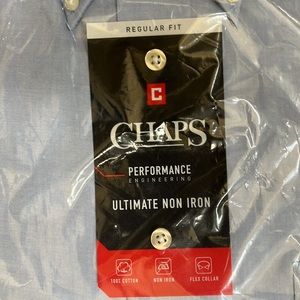 REGULAR FIT
C
CHAPS
PERFORMANCE
ENGINEERING
ULTIMATE NON IRON
100% COTTON NON IRON FLEX COLLAR